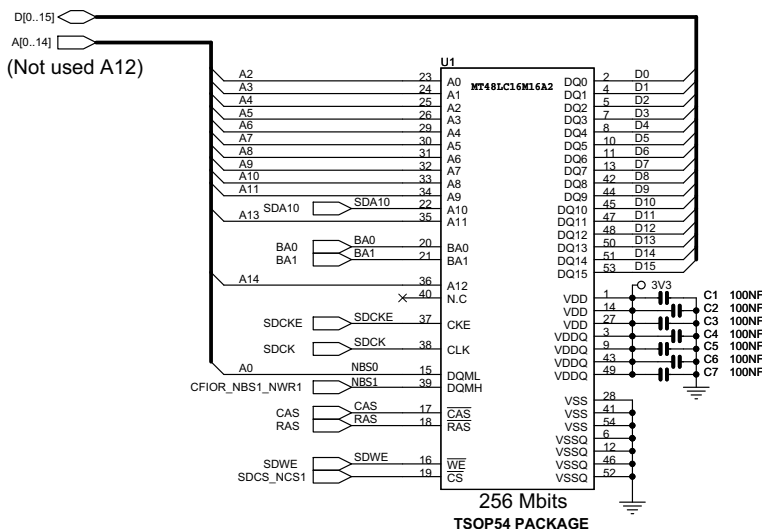 D[0..15]
A[0..14]
(Not used A12)
U1
MT48LC16M16A2
A2 23 A0 DQ0 2 D0
A3 24 A1 DQ1 4 D1
A4 25 A2 DQ2 5 D2
A5 26 A3 DQ3 7 D3
A6 29 A4 DQ4 8 D4
A7 30 A5 DQ5 10 D5
A8 31 A6 DQ6 11 D6
A9 32 A7 DQ7 13 D7
A10 33 A8 DQ8 42 D8
A11 34 A9 DQ9 44 D9
SDA10 SDA10 22 A10 DQ10 45 D10
A13 35 A11 DQ11 47 D11
DQ12 48 D12
BA0 BA0 20 BA0 DQ13 50 D13
BA1 BA1 21 BA1 DQ14 51 D14
DQ15 53 D15
A14 36 A12
3V3
40 N.C VDD 1 C1 100NF
VDD 14 C2 100NF
SDCKE SDCKE 37 CKE VDD 27 C3 100NF
VDDQ 3 C4 100NF
SDCK SDCK 38 CLK VDDQ 9 C5 100NF
VDDQ 43 C6 100NF
A0 NBS0 15 DQML VDDQ 49 C7 100NF
CFIOR_NBS1_NWR1 NBS1 39 DQMH
VSS 28
CAS CAS 17 CAS VSS 41
RAS RAS 18 RAS VSS 54
VSSQ 6
VSSQ 12
SDWE SDWE 16 WE VSSQ 46
SDCS_NCS1 19 CS VSSQ 52
256 Mbits
TSOP54 PACKAGE